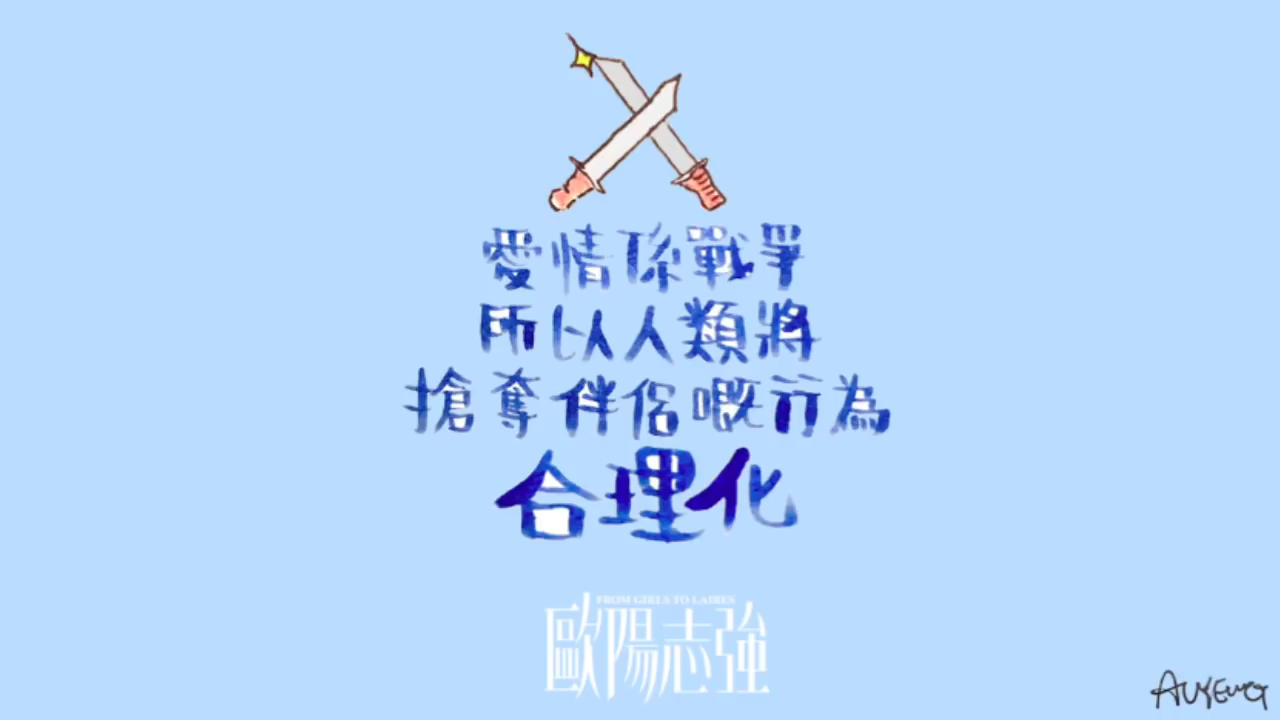 愛情係戰爭
所以人類將
搶奪伴侶嘅行為
合理化
FROM GIRLS TO LADIES
歐陽志強
AUYEUNG